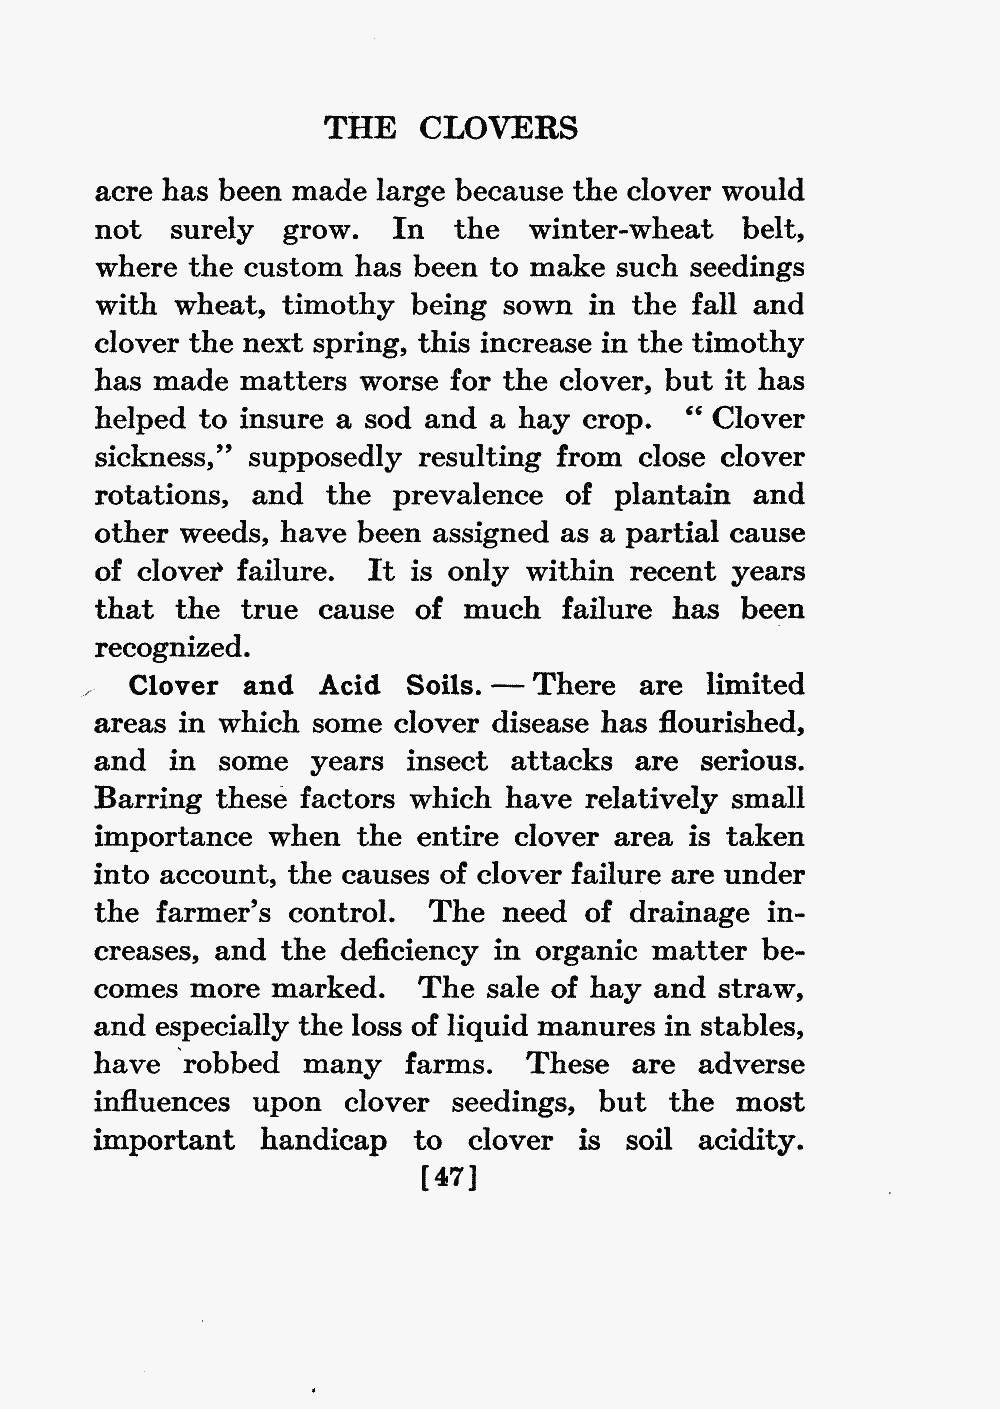 THE CLOVERS
acre has been made large because the clover would
not surely grow. In the winter-wheat belt,
where the custom has been to make such seedings
with wheat, timothy being sown in the fall and
clover the next spring, this increase in the timothy
has made matters worse for the clover, but it has
helped to insure a sod and a hay crop. “ Clover
sickness,” supposedly resulting from close clover
rotations, and the prevalence of plantain and
other weeds, have been assigned as a partial cause
of clover failure. It is only within recent years
that the true cause of much failure has been
recognized.
Clover and Acid Soils. — There are limited
areas in which some clover disease has flourished,
and in some years insect attacks are serious.
Barring these factors which have relatively small
importance when the entire clover area is taken
into account, the causes of clover failure are under
the farmer’s control. The need of drainage in-
creases, and the deficiency in organic matter be-
comes more marked. The sale of hay and straw,
and especially the loss of liquid manures in stables,
have robbed many farms. These are adverse
influences upon clover seedings, but the most
important handicap to clover is soil acidity.
[47]